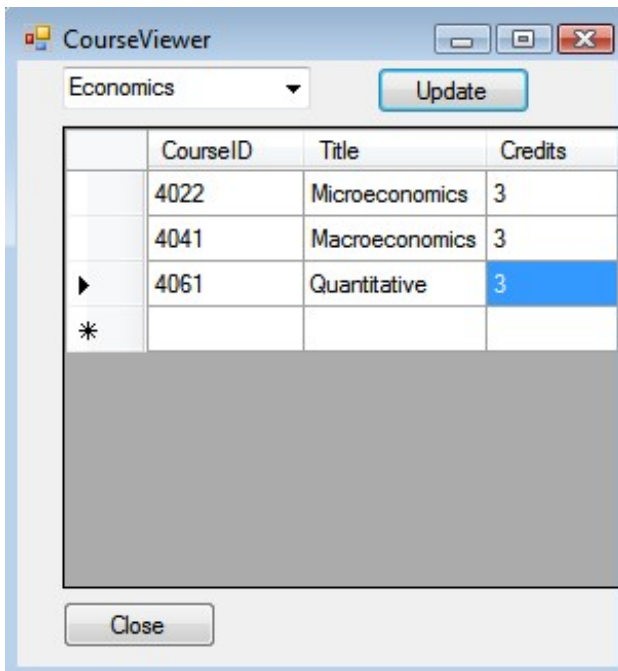 CourseViewer
Economics Update
CourseID Title Credits
4022 Microeconomics 3
4041 Macroeconomics 3
4061 Quantitative 3
Close